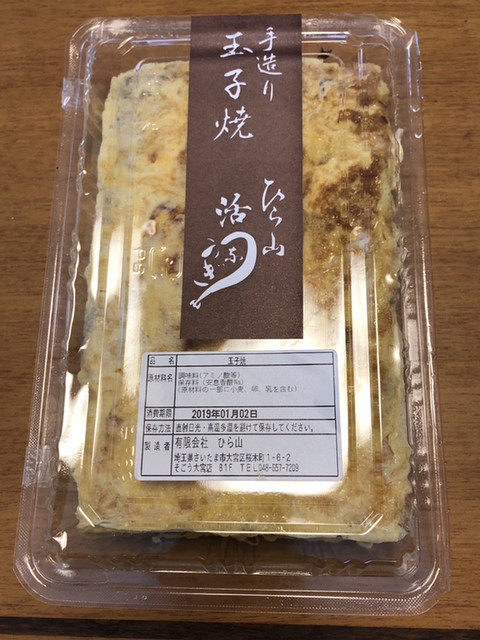 手造り
玉子焼
ひら山
活
うなぎ
品名 玉子焼
原材料名 調味料(アミノ酸等)
保存料(安息香酸Na)
(原材料の一部に小麦、卵、乳を含む)
消費期限 2019年01月02日
保存方法 直射日光・高温多湿を避けて保存してください。
製造者 有限会社 ひら山
埼玉県さいたま市大宮区桜木町1-6-2
そごう大宮店 B1F TEL048-657-7209